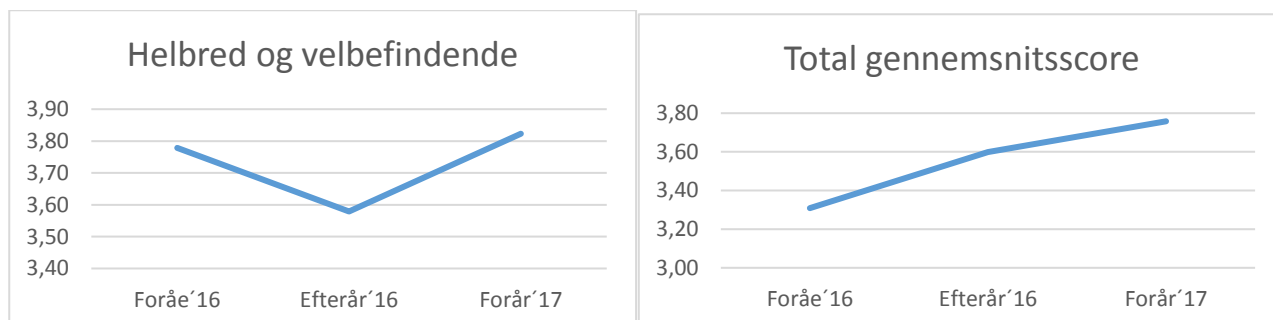 Helbred og velbefindende
3,90
3,80
3,70
3,60
3,50
3,40
Foråe´16 Efterår´16 Forår´17
Total gennemsnitsscore
3,80
3,60
3,40
3,20
3,00
Foråe´16 Efterår´16 Forår´17